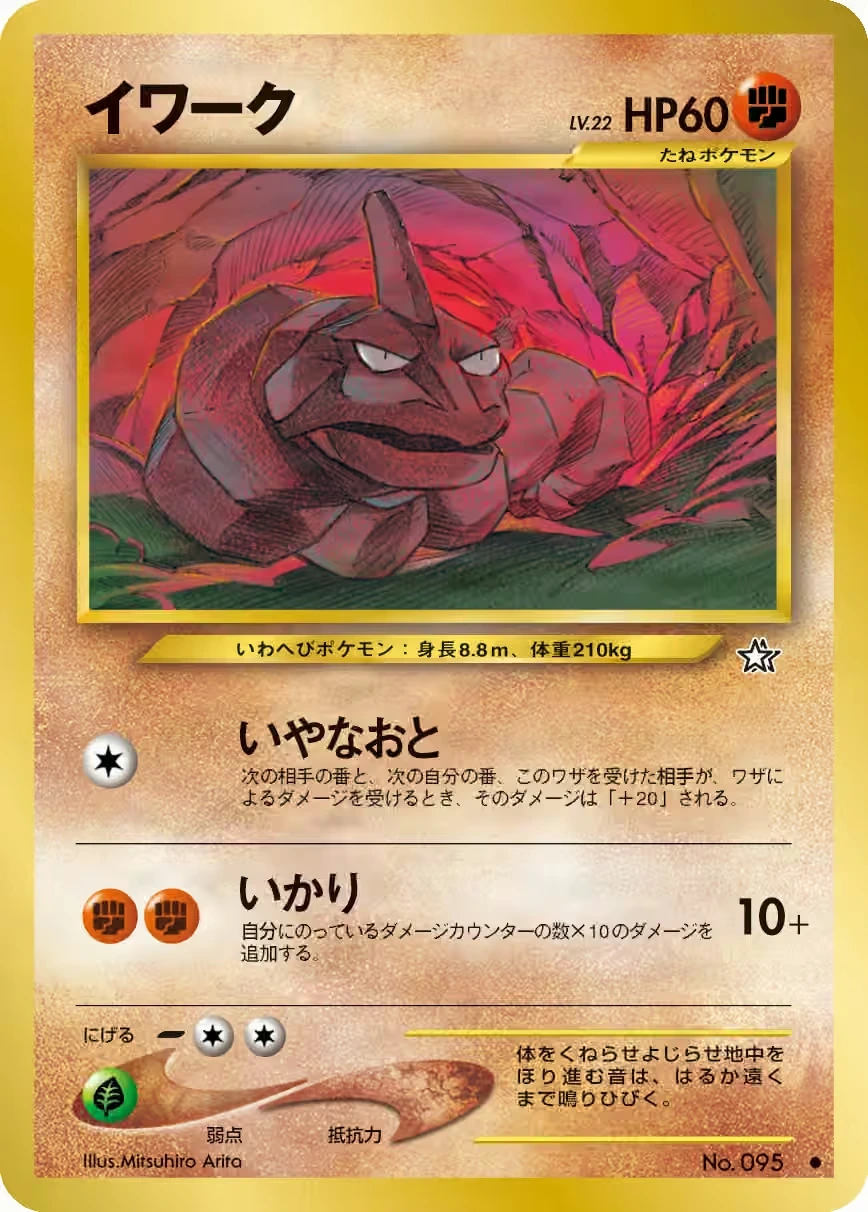 イワーク
LV.22 HP60
たねポケモン
いわへびポケモン：身長8.8m、体重210kg
いやなおと
次の相手の番と、次の自分の番、このワザを受けた相手が、ワザに
よるダメージを受けるとき、そのダメージは「＋20」される。
いかり
10+
自分にのっているダメージカウンターの数×10のダメージを
追加する。
にげる
体をくねらせよじらせ地中を
ほり進む音は、はるか遠く
まで鳴りひびく。
弱点
抵抗力
Illus.Mitsuhiro Arita
No. 095